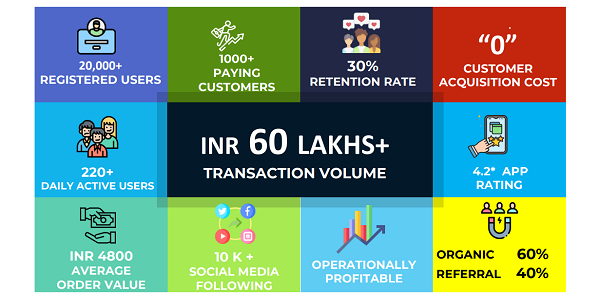 20,000+
REGISTERED USERS
1000+
PAYING
CUSTOMERS
30%
RETENTION RATE
“0”
CUSTOMER
ACQUISITION COST
220+
DAILY ACTIVE USERS
INR 60 LAKHS+
TRANSACTION VOLUME
4.2* APP
RATING
INR 4800
AVERAGE
ORDER VALUE
10 K +
SOCIAL MEDIA
FOLLOWING
OPERATIONALLY
PROFITABLE
ORGANIC 60%
REFERRAL 40%